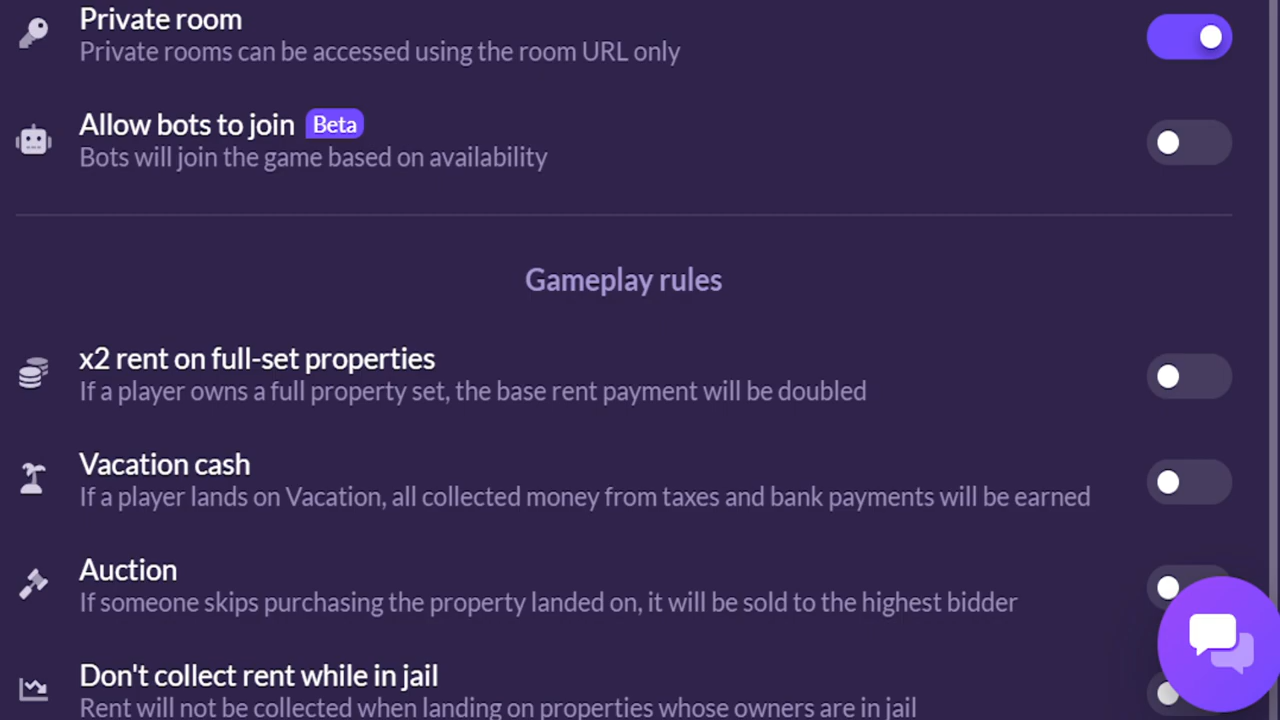 Private room
Private rooms can be accessed using the room URL only
Allow bots to join Beta
Bots will join the game based on availability
Gameplay rules
x2 rent on full-set properties
If a player owns a full property set, the base rent payment will be doubled
Vacation cash
If a player lands on Vacation, all collected money from taxes and bank payments will be earned
Auction
If someone skips purchasing the property landed on, it will be sold to the highest bidder
Don't collect rent while in jail
Rent will not be collected when landing on properties whose owners are in jail